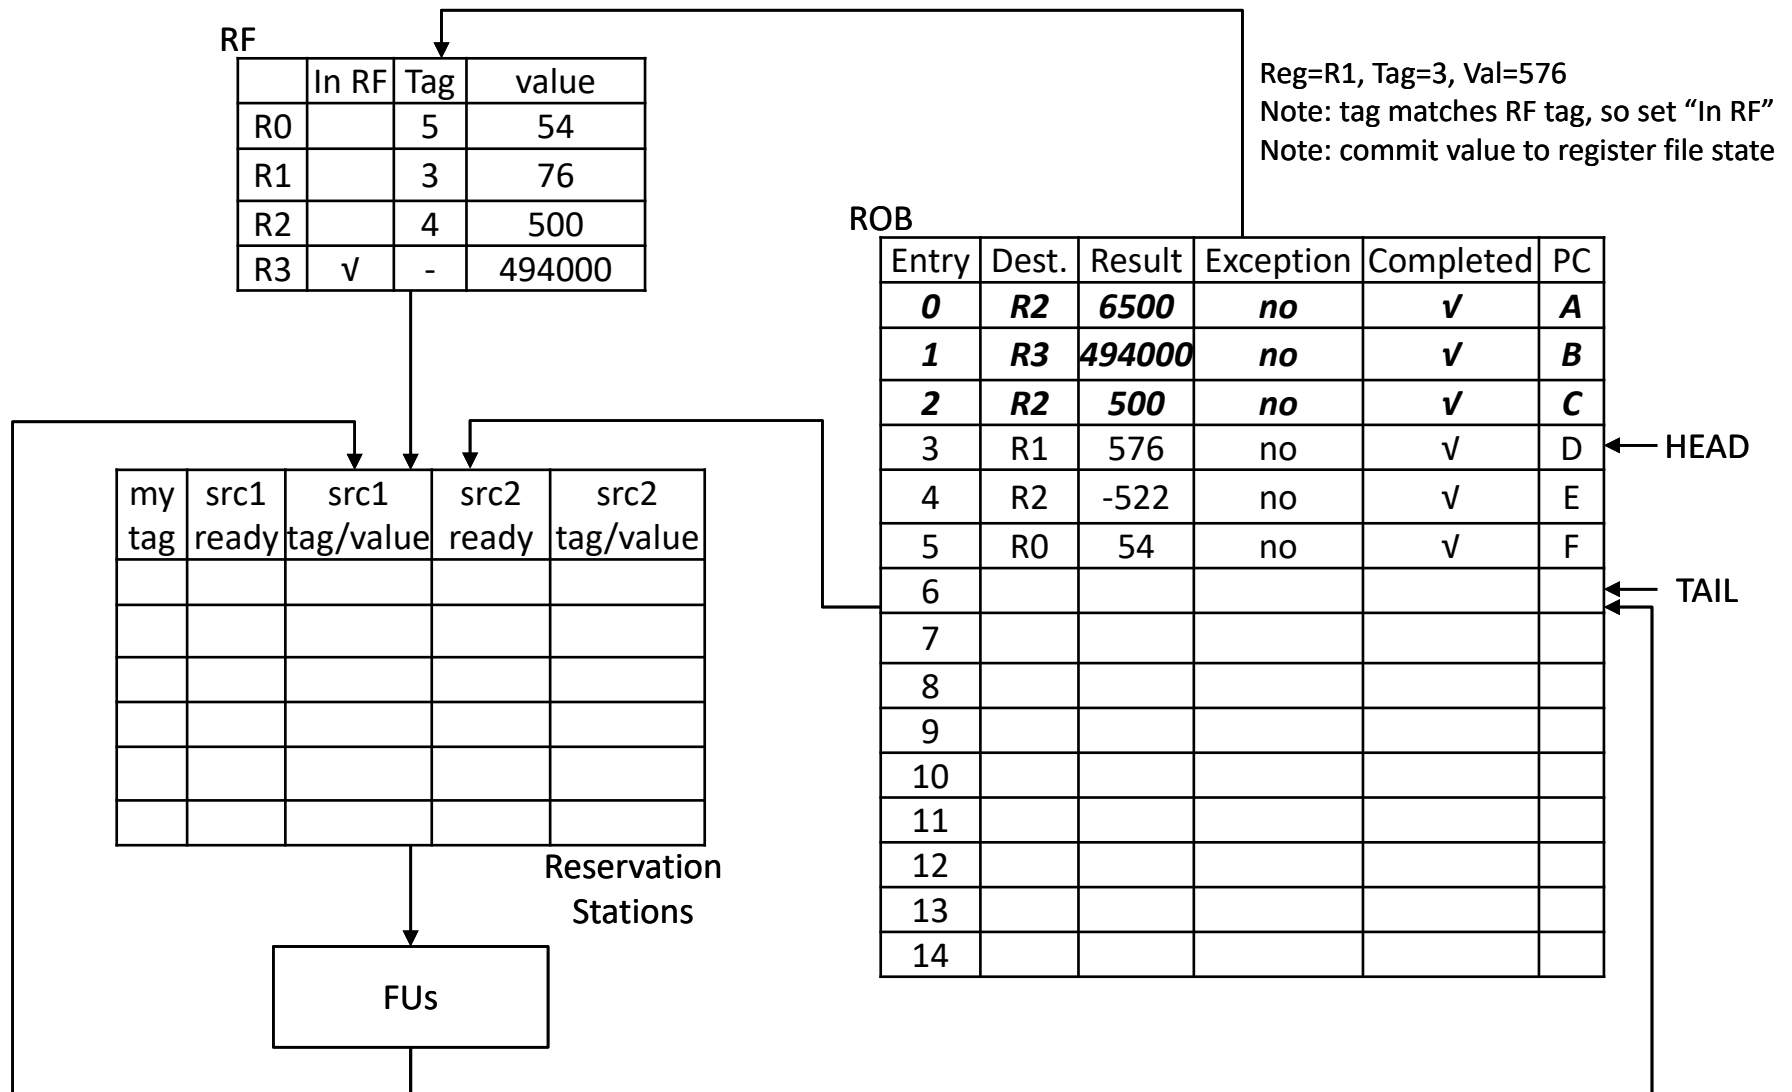 RF
In RF Tag value
R0 5 54
R1 3 76
R2 4 500
R3 √ - 494000
Reg=R1, Tag=3, Val=576
Note: tag matches RF tag, so set “In RF”
Note: commit value to register file state
ROB
Entry Dest. Result Exception Completed PC
0 R2 6500 no √ A
1 R3 494000 no √ B
2 R2 500 no √ C
3 R1 576 no √ D
HEAD
4 R2 -522 no √ E
5 R0 54 no √ F
6
TAIL
7
8
9
10
11
12
13
14
my src1 src1 src2 src2
tag ready tag/value ready tag/value
Reservation
Stations
FUs